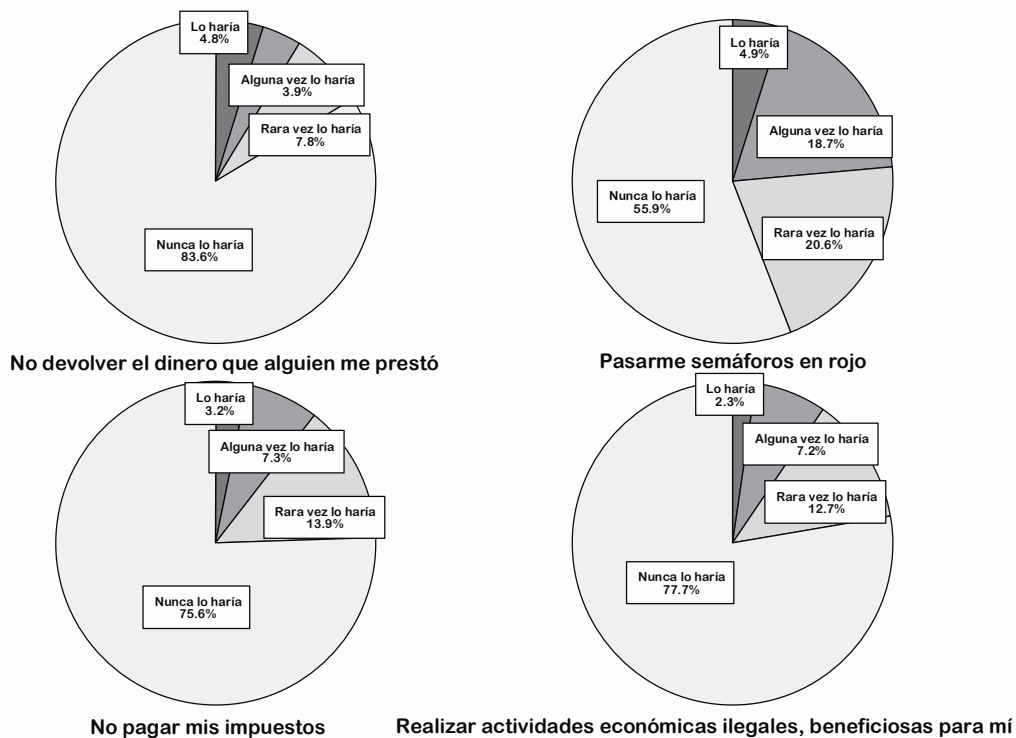 Lo haría
4.8%
Alguna vez lo haría
3.9%
Rara vez lo haría
7.8%
Nunca lo haría
83.6%
No devolver el dinero que alguien me prestó
Lo haría
4.9%
Alguna vez lo haría
18.7%
Rara vez lo haría
20.6%
Nunca lo haría
55.9%
Pasarme semáforos en rojo
Lo haría
3.2%
Alguna vez lo haría
7.3%
Rara vez lo haría
13.9%
Nunca lo haría
75.6%
No pagar mis impuestos
Lo haría
2.3%
Alguna vez lo haría
7.2%
Rara vez lo haría
12.7%
Nunca lo haría
77.7%
Realizar actividades económicas ilegales, beneficiosas para mí